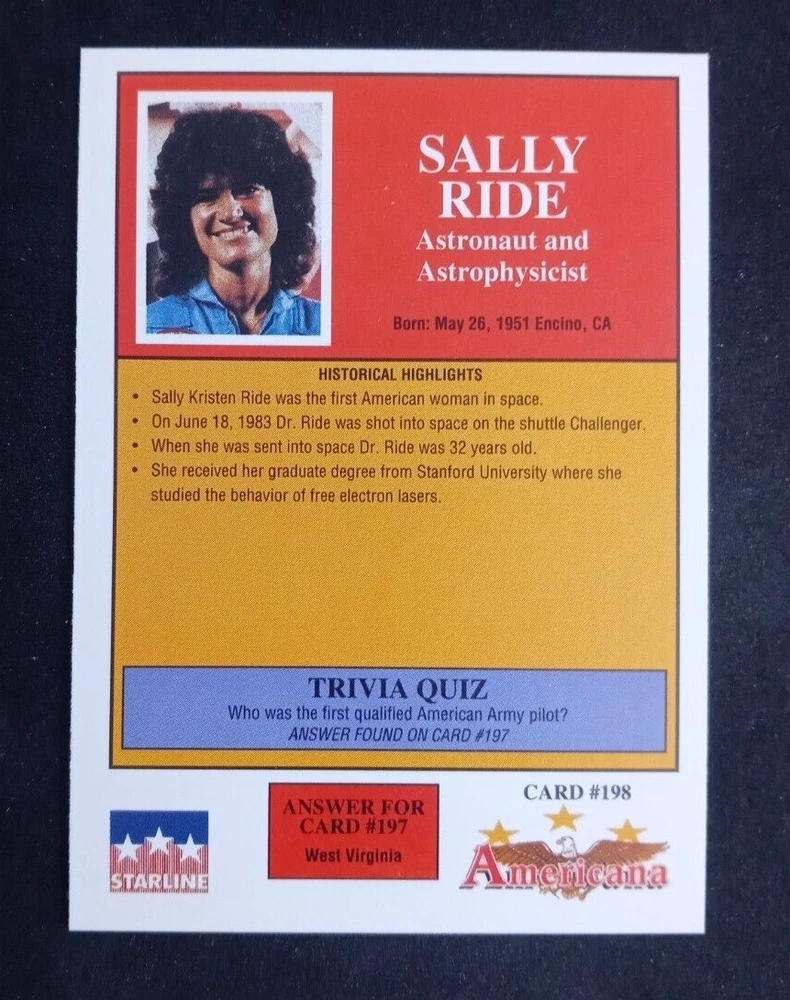 SALLY
RIDE
Astronaut and
Astrophysicist
Born: May 26, 1951 Encino, CA
HISTORICAL HIGHLIGHTS
• Sally Kristen Ride was the first American woman in space.
• On June 18, 1983 Dr. Ride was shot into space on the shuttle Challenger.
• When she was sent into space Dr. Ride was 32 years old.
• She received her graduate degree from Stanford University where she
studied the behavior of free electron lasers.
TRIVIA QUIZ
Who was the first qualified American Army pilot?
ANSWER FOUND ON CARD #197
STARLINE
ANSWER FOR
CARD #197
West Virginia
CARD #198
Americana